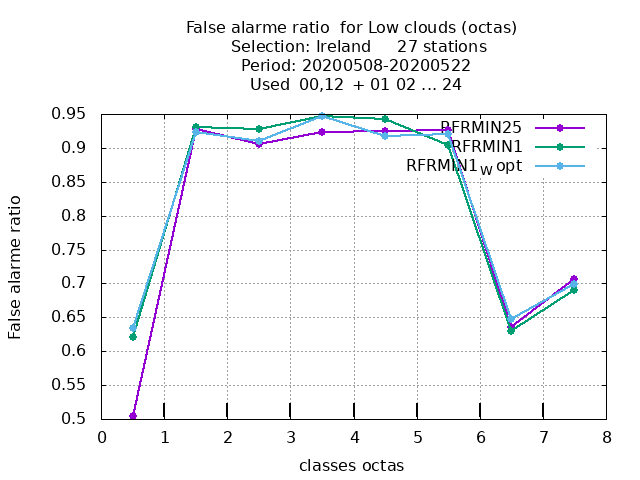 False alarme ratio  for Low clouds (octas)
Selection: Ireland     27 stations
Period: 20200508-20200522
Used  00,12  + 01 02 ... 24
RFRMIN25
RFRMIN1
RFRMIN1W opt
False alarme ratio
0.95
0.9
0.85
0.8
0.75
0.7
0.65
0.6
0.55
0.5
0 1 2 3 4 5 6 7 8
classes octas